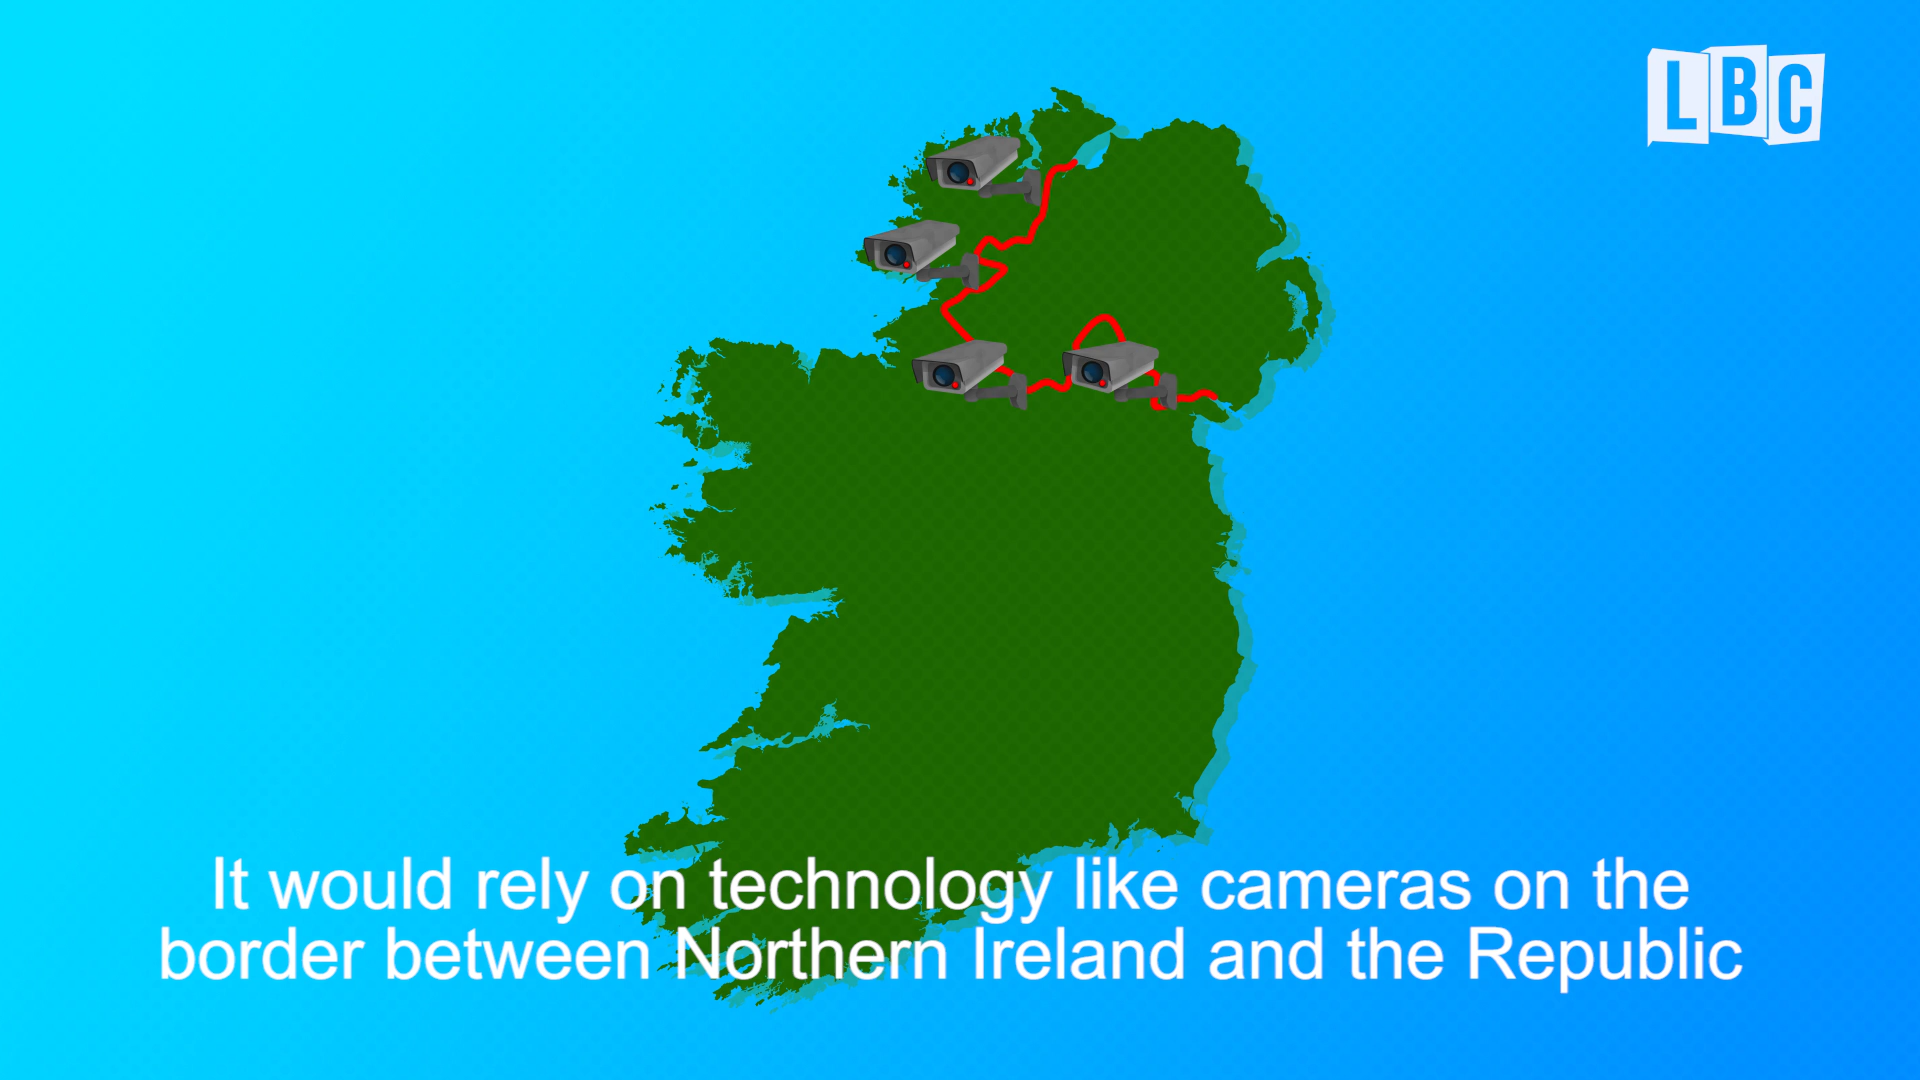 LBC
It would rely on technology like cameras on the
border between Northern Ireland and the Republic